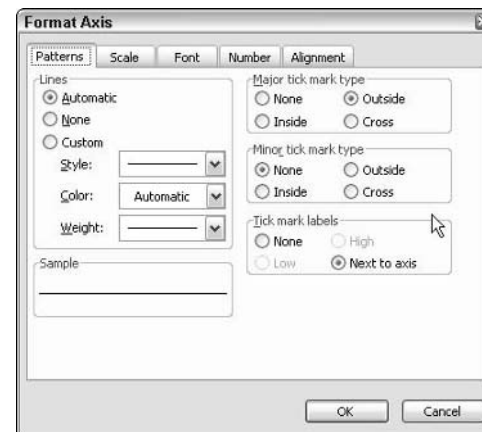 Format Axis
Patterns Scale Font Number Alignment
Lines
Automatic
None
Custom
Style:
Color: Automatic
Weight:
Sample
Major tick mark type
None Outside
Inside Cross
Minor tick mark type
None Outside
Inside Cross
Tick mark labels
None High
Low Next to axis
OK Cancel